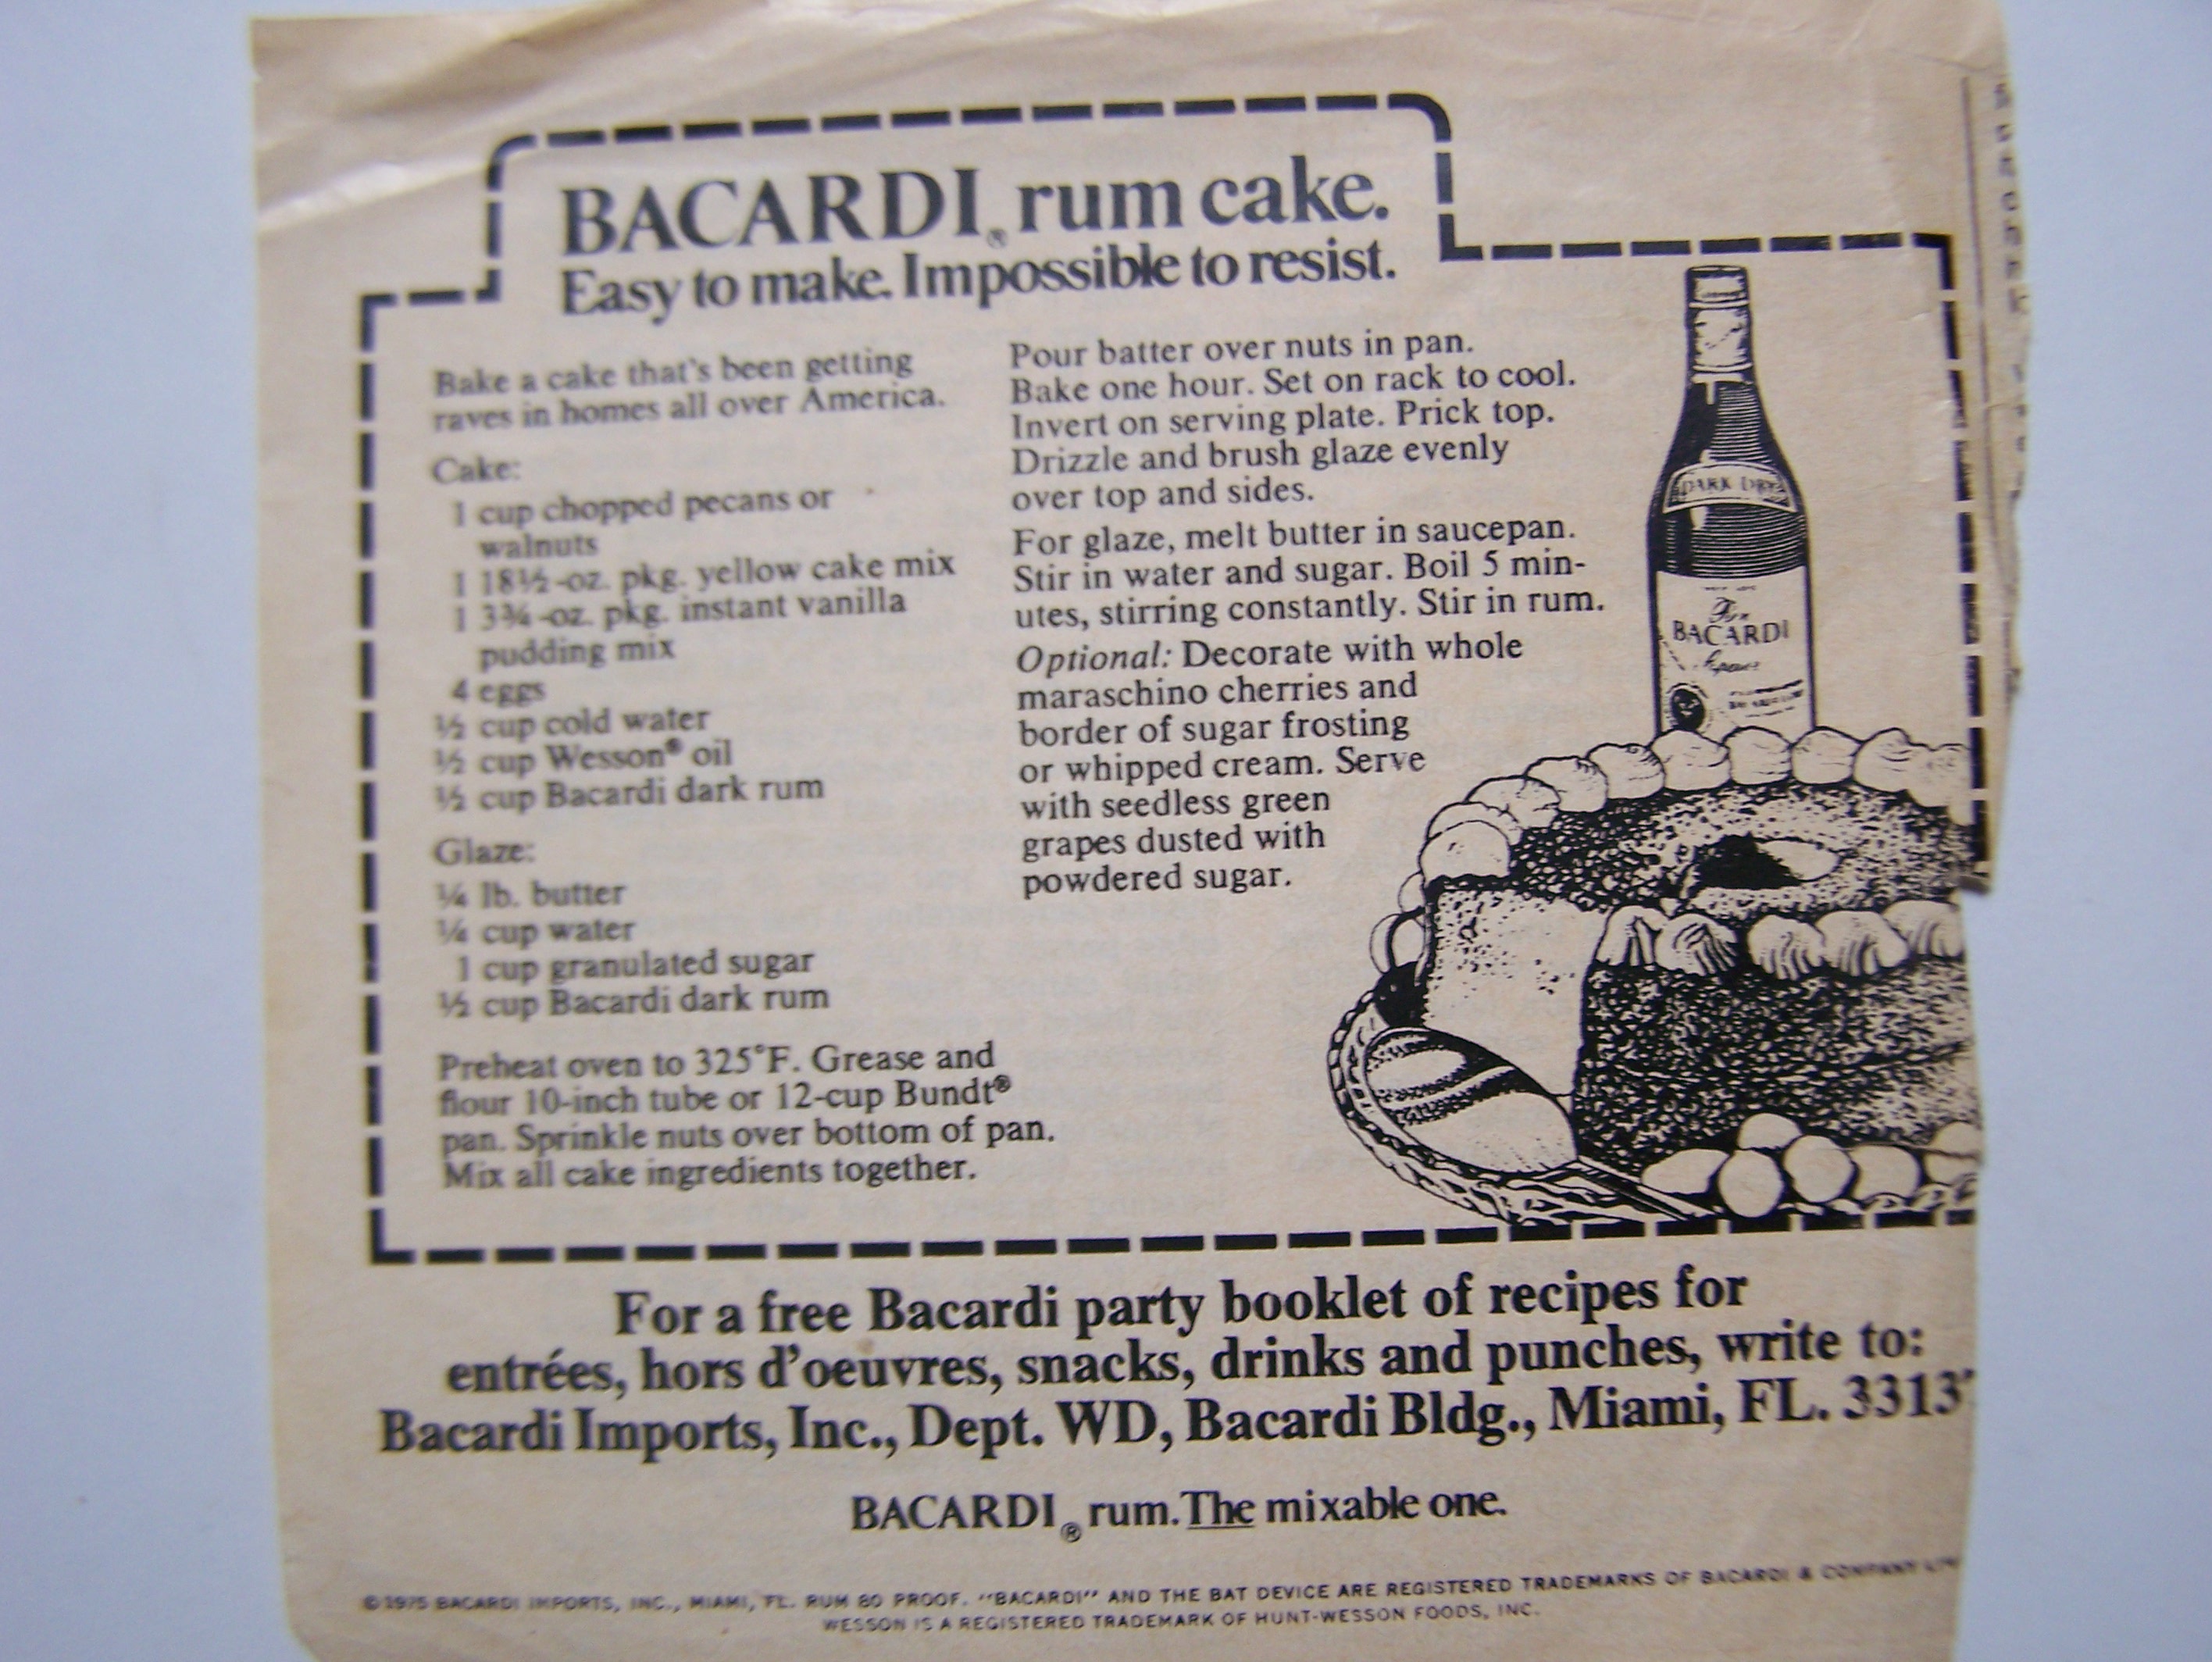 BACARDI® rum cake.
Easy to make. Impossible to resist.
Bake a cake that's been getting
raves in homes all over America.
Cake:
1 cup chopped pecans or
walnuts
1 18½-oz. pkg. yellow cake mix
1 3¾-oz. pkg. instant vanilla
pudding mix
4 eggs
½ cup cold water
½ cup Wesson® oil
½ cup Bacardi dark rum
Glaze:
¼ lb. butter
¼ cup water
1 cup granulated sugar
½ cup Bacardi dark rum
Preheat oven to 325°F. Grease and
flour 10-inch tube or 12-cup Bundt®
pan. Sprinkle nuts over bottom of pan.
Mix all cake ingredients together.
Pour batter over nuts in pan.
Bake one hour. Set on rack to cool.
Invert on serving plate. Prick top.
Drizzle and brush glaze evenly
over top and sides.
For glaze, melt butter in saucepan.
Stir in water and sugar. Boil 5 min-
utes, stirring constantly. Stir in rum.
Optional: Decorate with whole
maraschino cherries and
border of sugar frosting
or whipped cream. Serve
with seedless green
grapes dusted with
powdered sugar.
DARK DRY
BACARDI
For a free Bacardi party booklet of recipes for
entrées, hors d'oeuvres, snacks, drinks and punches, write to:
Bacardi Imports, Inc., Dept. WD, Bacardi Bldg., Miami, FL. 3313
BACARDI® rum. The mixable one.
©1975 BACARDI IMPORTS, INC., MIAMI, FL. RUM 80 PROOF. "BACARDI" AND THE BAT DEVICE ARE REGISTERED TRADEMARKS OF BACARDI & COMPANY
WESSON IS A REGISTERED TRADEMARK OF HUNT-WESSON FOODS, INC.